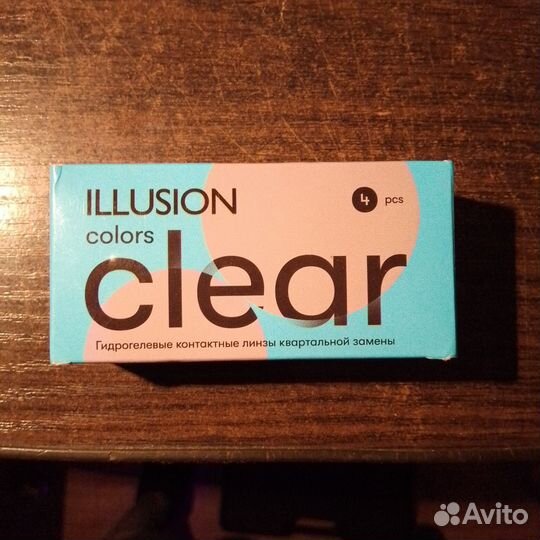 ILLUSION
4 pcs
colors
clear
Гидрогелевые контактные линзы квартальной замены
Avito